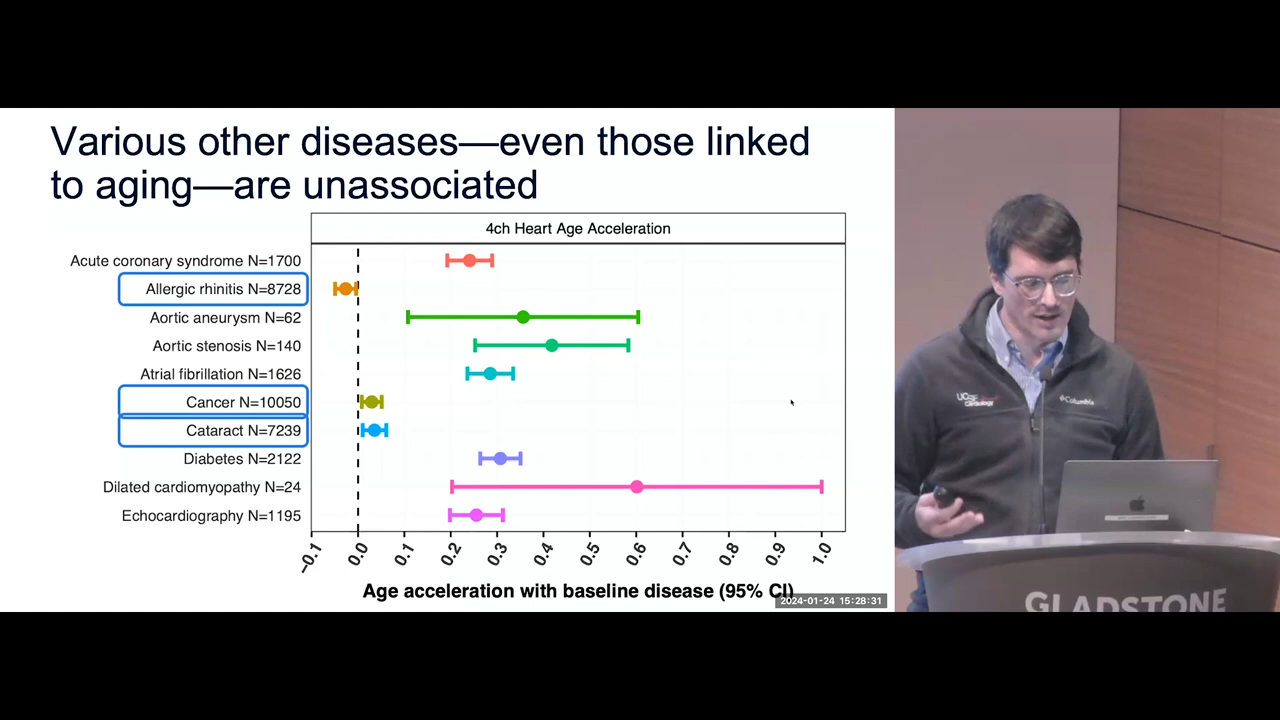 Various other diseases—even those linked
to aging—are unassociated
4ch Heart Age Acceleration
Acute coronary syndrome N=1700
Allergic rhinitis N=8728
Aortic aneurysm N=62
Aortic stenosis N=140
Atrial fibrillation N=1626
Cancer N=10050
Cataract N=7239
Diabetes N=2122
Dilated cardiomyopathy N=24
Echocardiography N=1195
−0.1 0.0 0.1 0.2 0.3 0.4 0.5 0.6 0.7 0.8 0.9 1.0
Age acceleration with baseline disease (95% CI)
2024-01-24 15:28:31
UCSF
Cardiology
Columbia
GLADSTONE